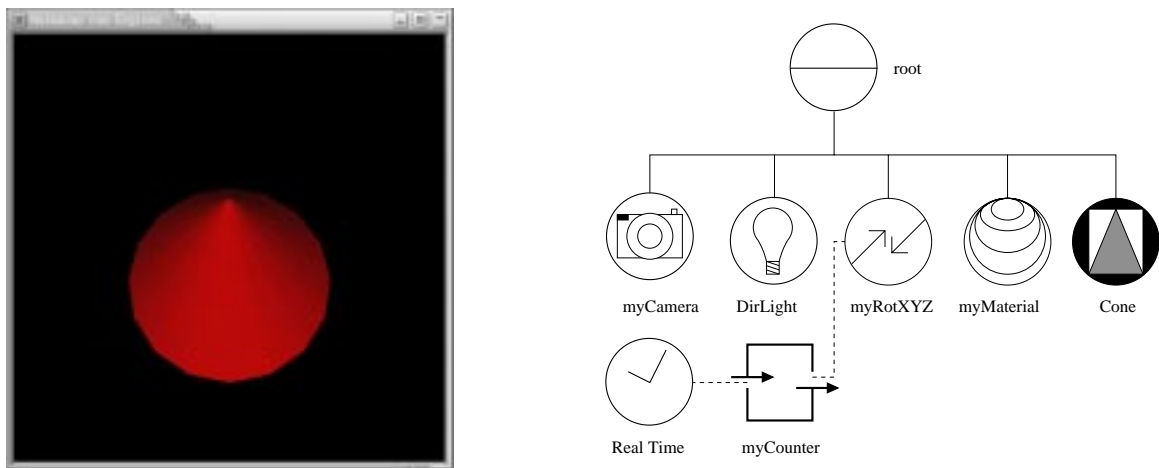 root
myCamera
DirLight
myRotXYZ
myMaterial
Cone
Real Time
myCounter